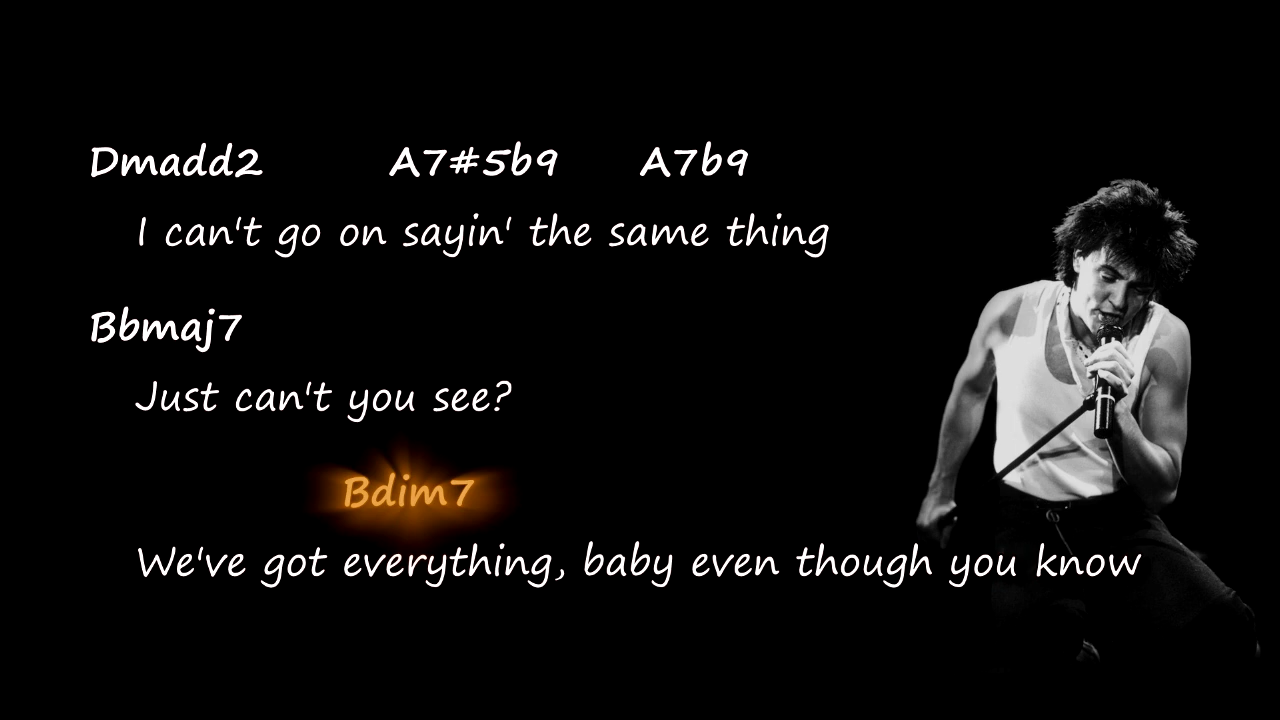 Dmadd2 A7#5b9 A7b9
I can't go on sayin' the same thing
Bbmaj7
Just can't you see?
Bdim7
We've got everything, baby even though you know